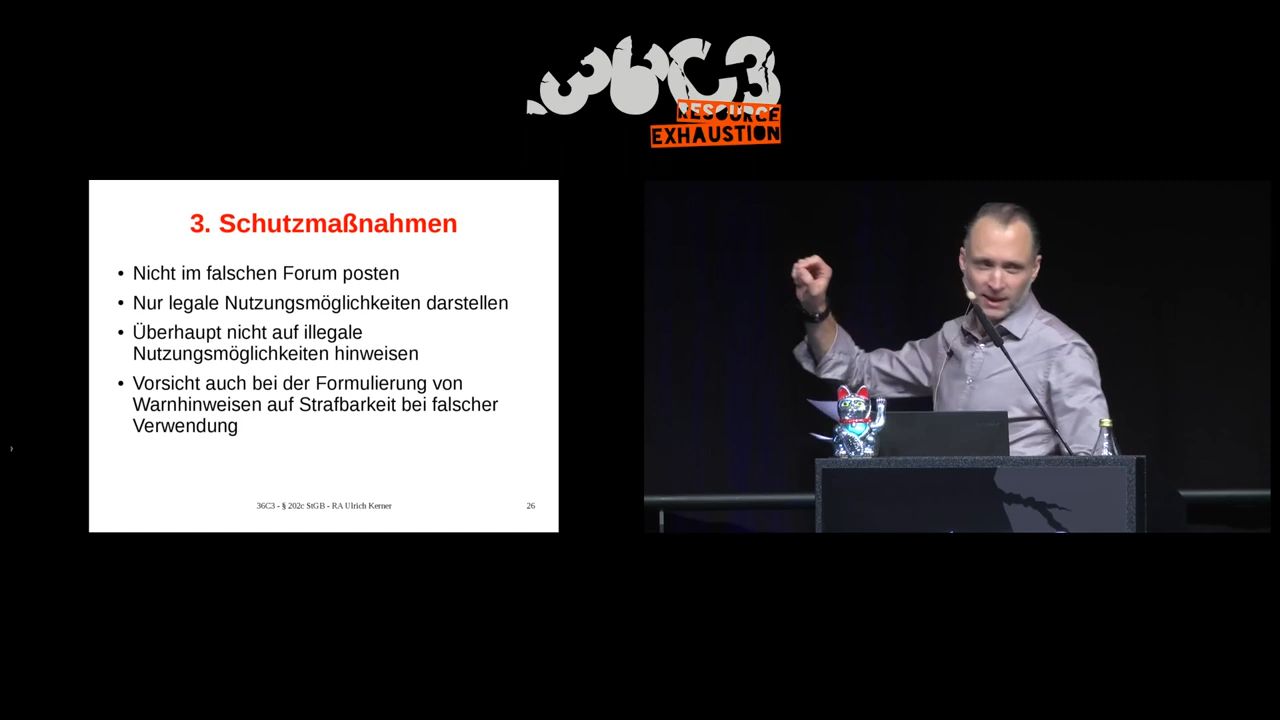 36C3
RESOURCE
EXHAUSTION
3. Schutzmaßnahmen
• Nicht im falschen Forum posten
• Nur legale Nutzungsmöglichkeiten darstellen
• Überhaupt nicht auf illegale
Nutzungsmöglichkeiten hinweisen
• Vorsicht auch bei der Formulierung von
Warnhinweisen auf Strafbarkeit bei falscher
Verwendung
36C3 - § 202c StGB - RA Ulrich Kerner
26